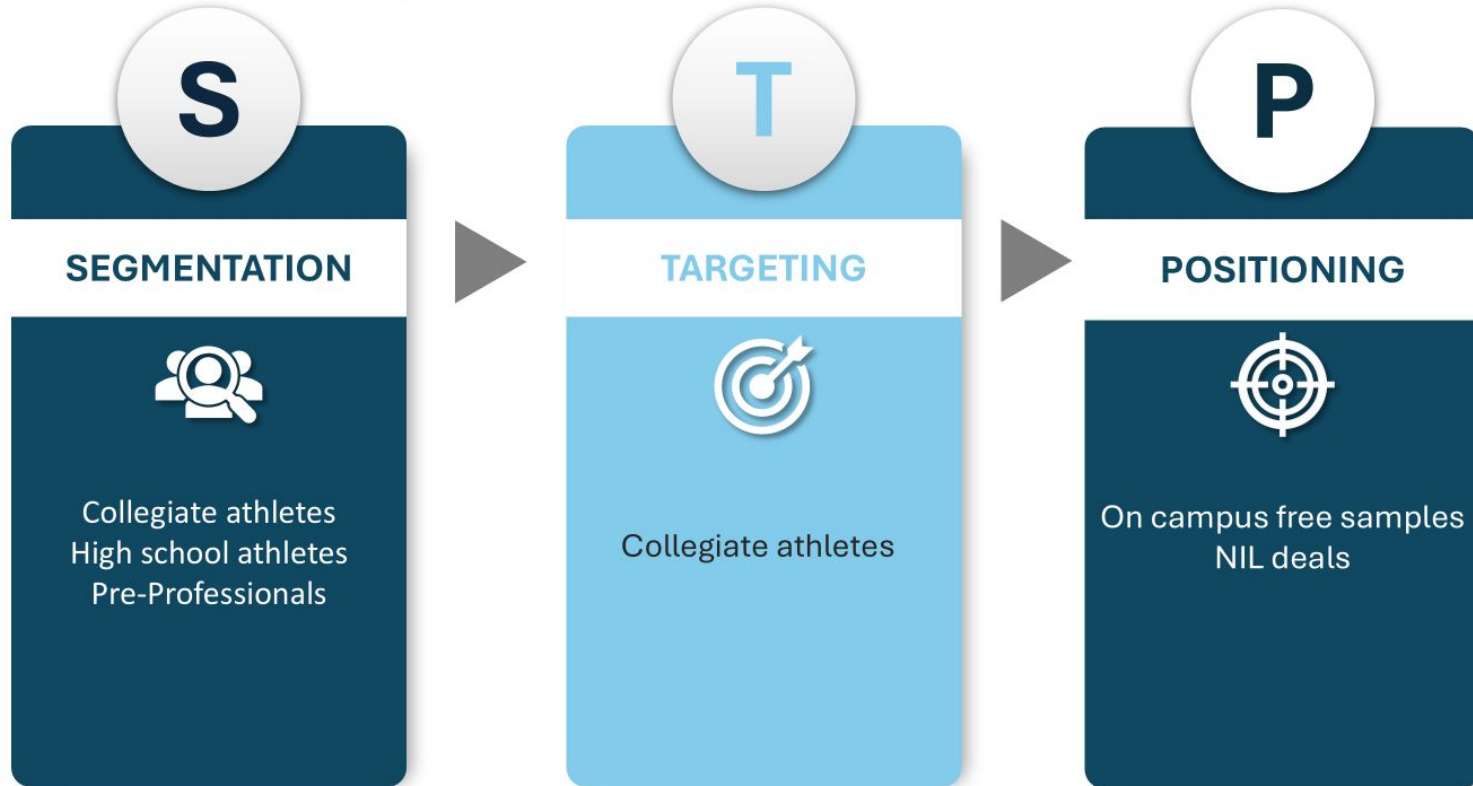 S
SEGMENTATION
Collegiate athletes
High school athletes
Pre-Professionals
T
TARGETING
Collegiate athletes
P
POSITIONING
On campus free samples
NIL deals